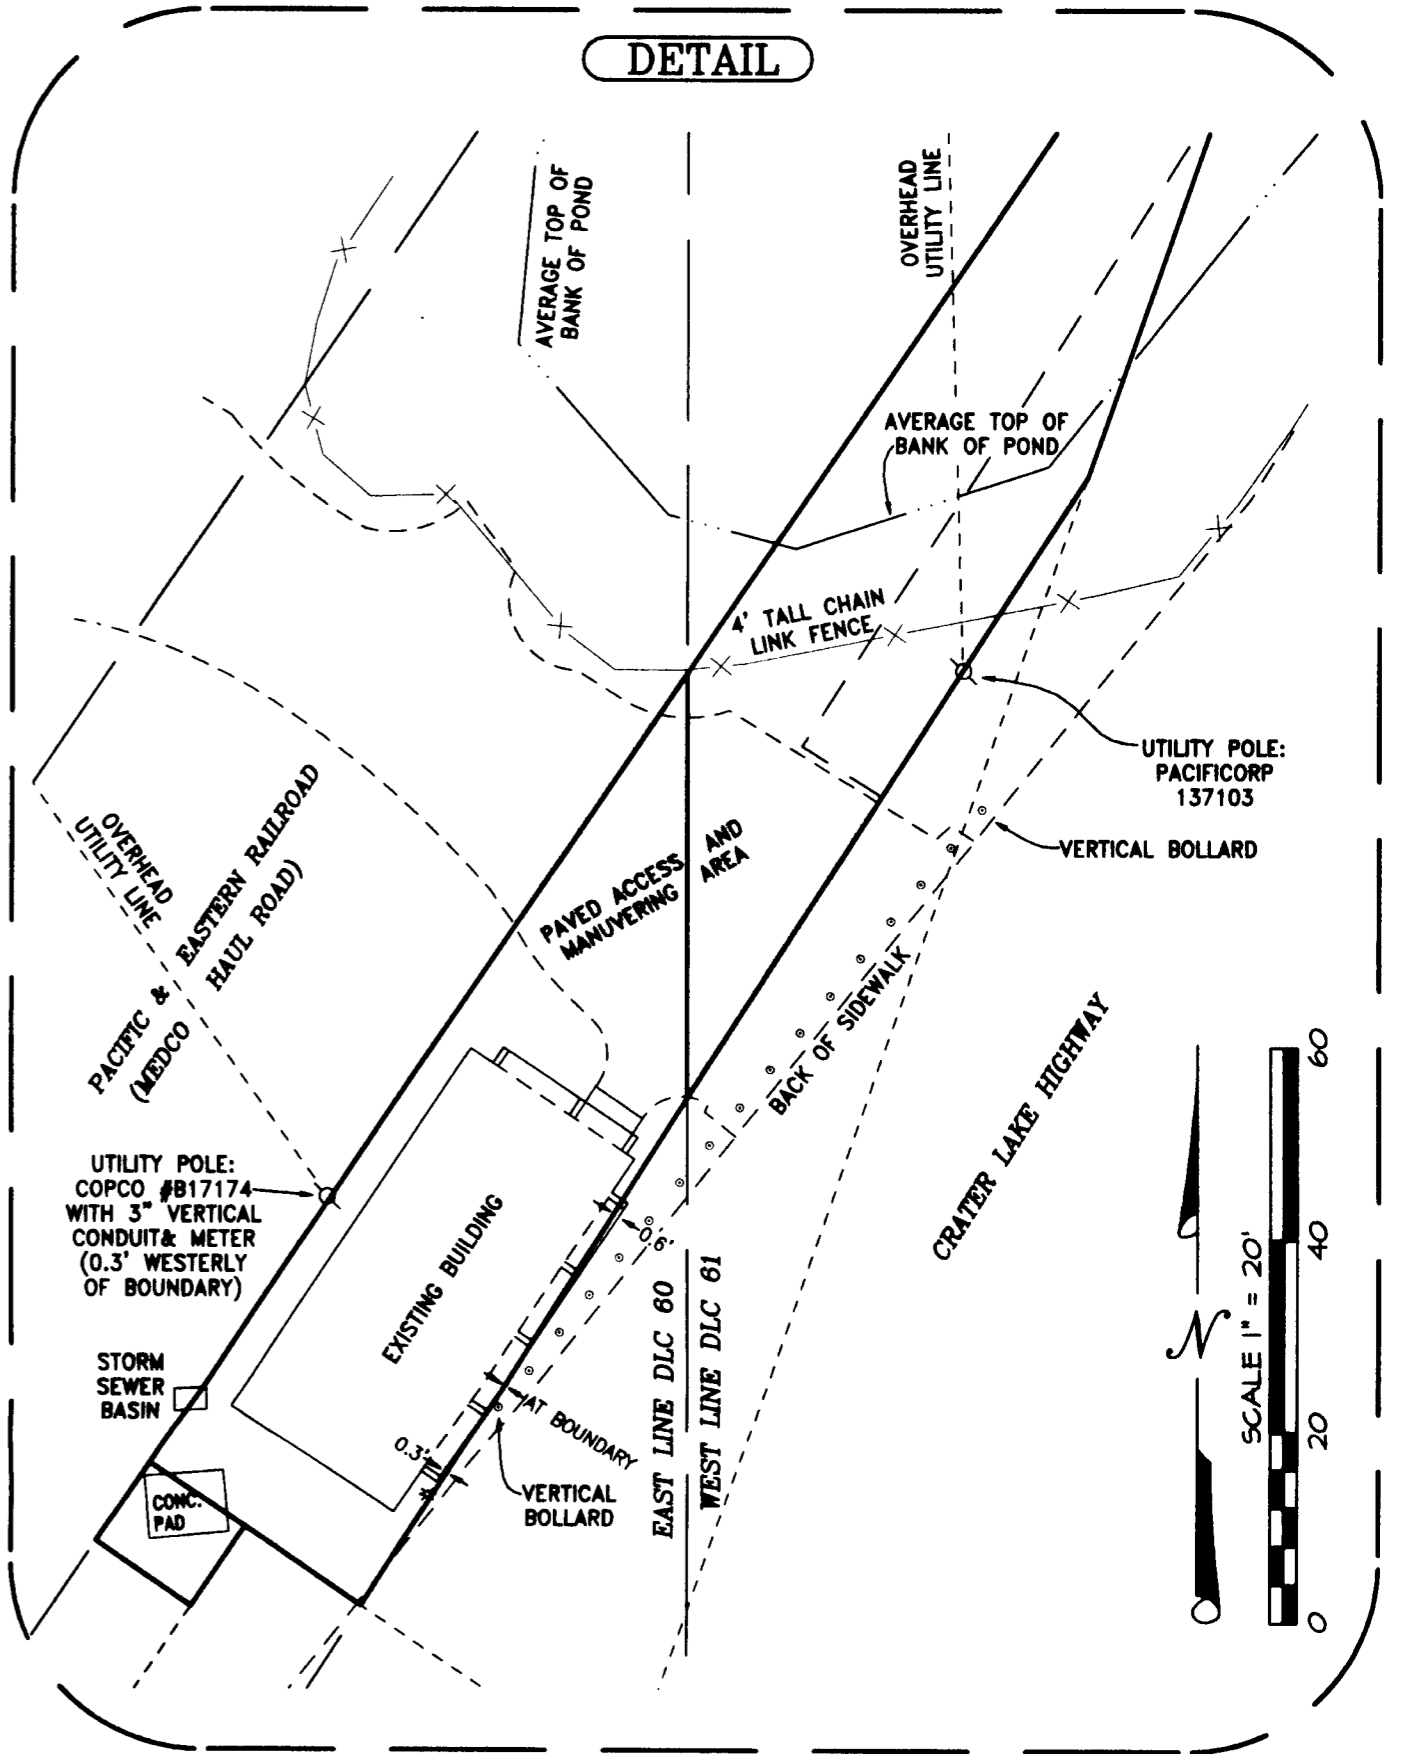 DETAIL
AVERAGE TOP OF
BANK OF POND
OVERHEAD
UTILITY LINE
AVERAGE TOP OF
BANK OF POND
4' TALL CHAIN
LINK FENCE
UTILITY POLE:
PACIFICORP
137103
VERTICAL BOLLARD
OVERHEAD
UTILITY LINE
PACIFIC & EASTERN RAILROAD
(MEDCO HAUL ROAD)
PAVED ACCESS AND
MANUVERING AREA
BACK OF SIDEWALK
CRATER LAKE HIGHWAY
UTILITY POLE:
COPCO #B17174
WITH 3" VERTICAL
CONDUIT& METER
(0.3' WESTERLY
OF BOUNDARY)
EXISTING BUILDING
0.6'
STORM
SEWER
BASIN
AT BOUNDARY
0.3'
VERTICAL
BOLLARD
CONC.
PAD
EAST LINE DLC 60
WEST LINE DLC 61
N
SCALE 1" = 20'
60
40
20
0